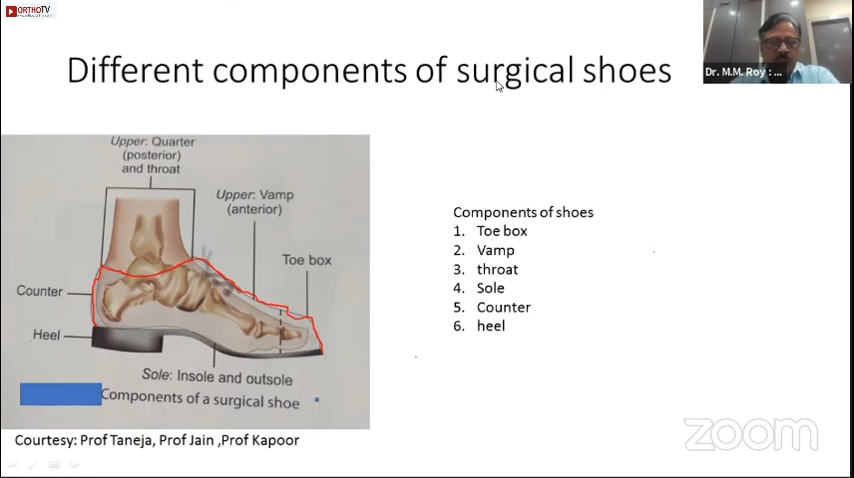 ORTHOTV
Dr. M.M. Roy : ...
Different components of surgical shoes
Upper: Quarter
(posterior)
and throat
Upper: Vamp
(anterior)
Toe box
Counter
Heel
Sole: Insole and outsole
Components of a surgical shoe
Components of shoes
1. Toe box
2. Vamp
3. throat
4. Sole
5. Counter
6. heel
Courtesy: Prof Taneja, Prof Jain ,Prof Kapoor
zoom